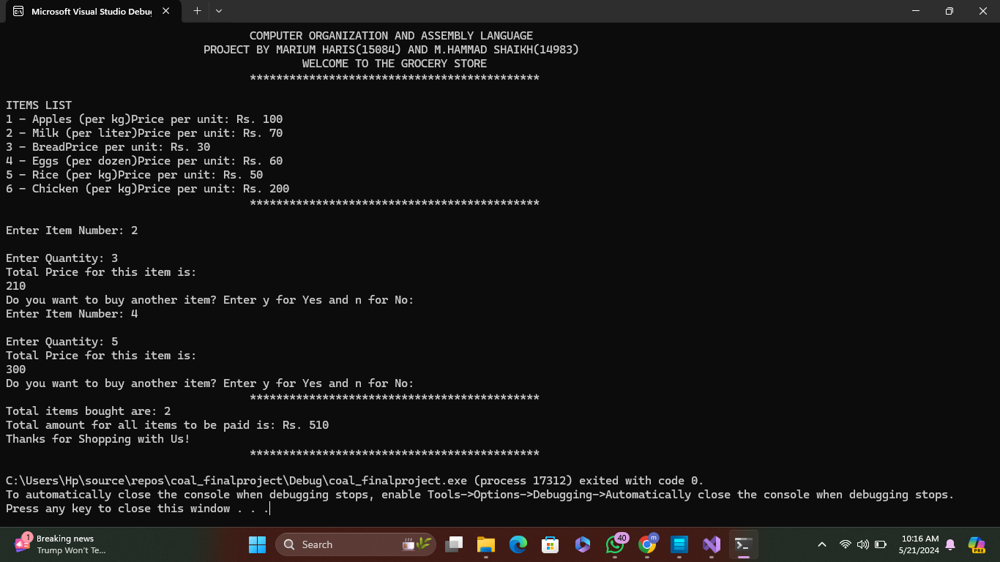 Microsoft Visual Studio Debug
COMPUTER ORGANIZATION AND ASSEMBLY LANGUAGE
PROJECT BY MARIUM HARIS(15084) AND M.HAMMAD SHAIKH(14983)
WELCOME TO THE GROCERY STORE
********************************************
ITEMS LIST
1 - Apples (per kg)Price per unit: Rs. 100
2 - Milk (per liter)Price per unit: Rs. 70
3 - BreadPrice per unit: Rs. 30
4 - Eggs (per dozen)Price per unit: Rs. 60
5 - Rice (per kg)Price per unit: Rs. 50
6 - Chicken (per kg)Price per unit: Rs. 200
********************************************
Enter Item Number: 2
Enter Quantity: 3
Total Price for this item is:
210
Do you want to buy another item? Enter y for Yes and n for No:
Enter Item Number: 4
Enter Quantity: 5
Total Price for this item is:
300
Do you want to buy another item? Enter y for Yes and n for No:
********************************************
Total items bought are: 2
Total amount for all items to be paid is: Rs. 510
Thanks for Shopping with Us!
********************************************
C:\Users\Hp\source\repos\coal_finalproject\Debug\coal_finalproject.exe (process 17312) exited with code 0.
To automatically close the console when debugging stops, enable Tools->Options->Debugging->Automatically close the console when debugging stops.
Press any key to close this window . . .
1
Breaking news
Trump Won't Te...
Search
40
m
10:16 AM
5/21/2024
PRE